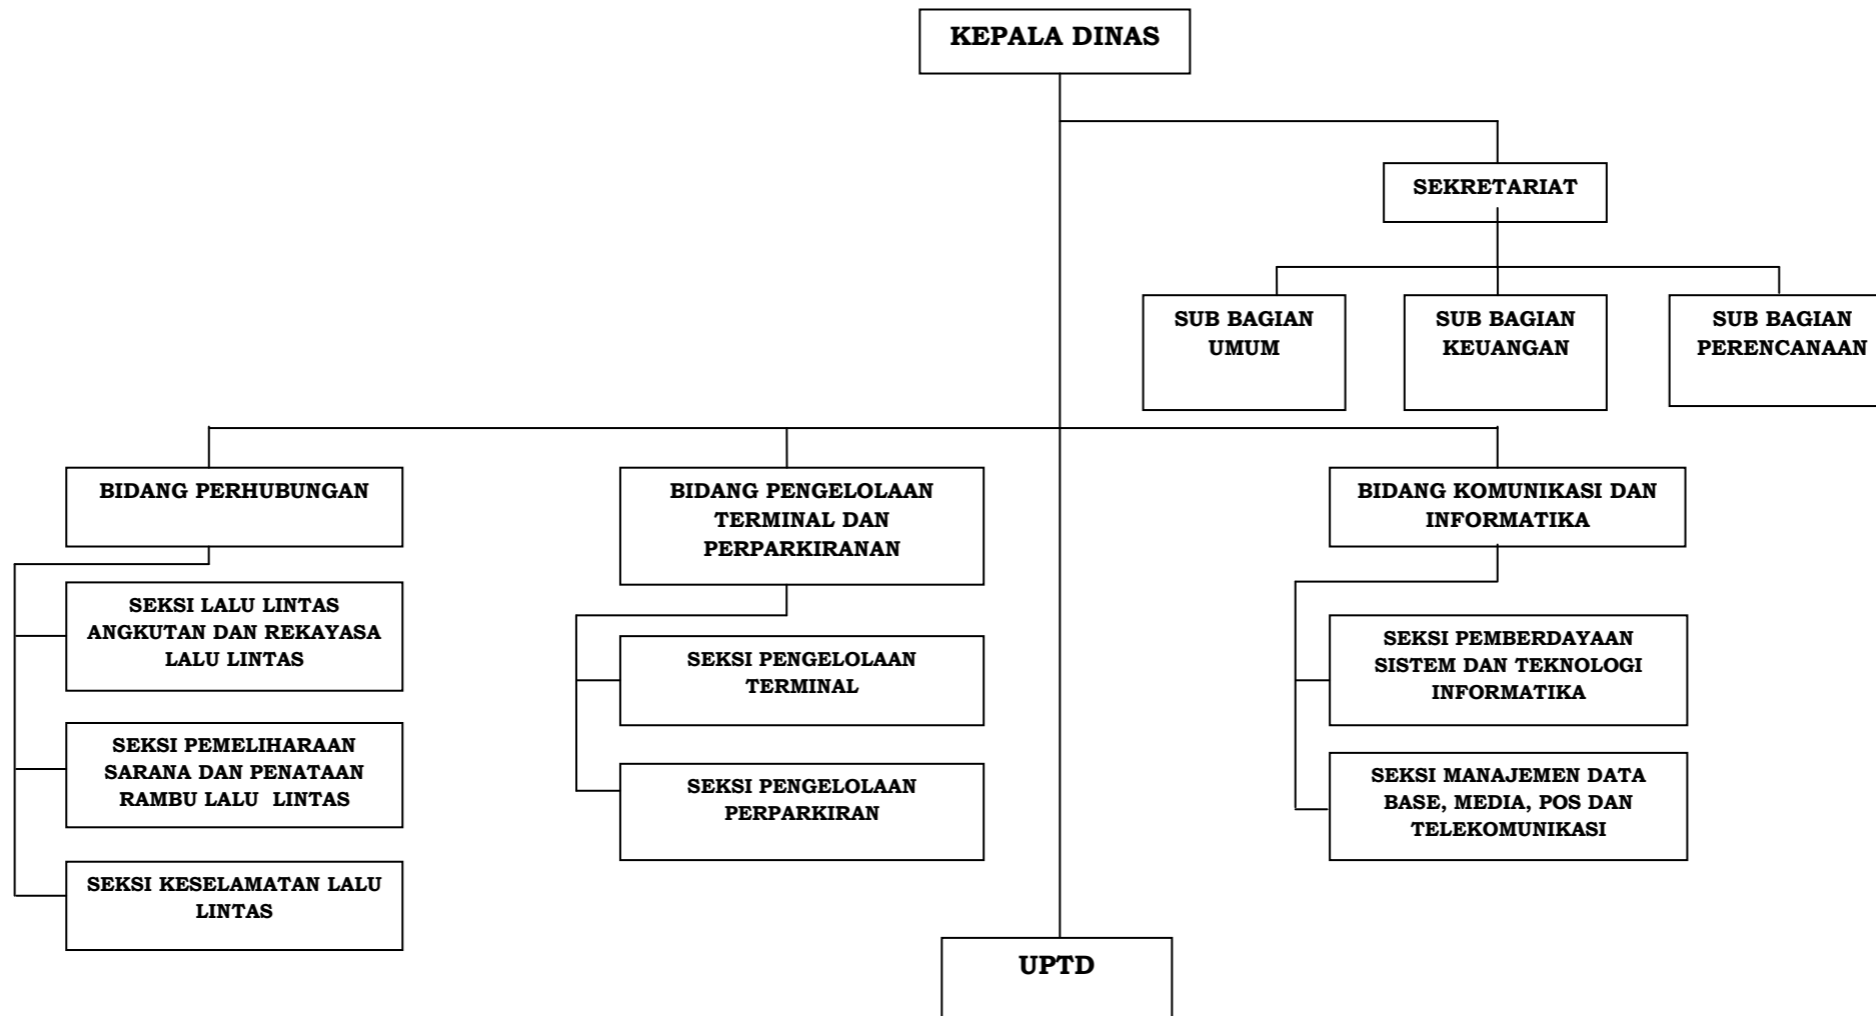 KEPALA DINAS
SEKRETARIAT
SUB BAGIAN
UMUM
SUB BAGIAN
KEUANGAN
SUB BAGIAN
PERENCANAAN
BIDANG PERHUBUNGAN
SEKSI LALU LINTAS
ANGKUTAN DAN REKAYASA
LALU LINTAS
SEKSI PEMELIHARAAN
SARANA DAN PENATAAN
RAMBU LALU  LINTAS
SEKSI KESELAMATAN LALU
LINTAS
BIDANG PENGELOLAAN
TERMINAL DAN
PERPARKIRANAN
SEKSI PENGELOLAAN
TERMINAL
SEKSI PENGELOLAAN
PERPARKIRAN
BIDANG KOMUNIKASI DAN
INFORMATIKA
SEKSI PEMBERDAYAAN
SISTEM DAN TEKNOLOGI
INFORMATIKA
SEKSI MANAJEMEN DATA
BASE, MEDIA, POS DAN
TELEKOMUNIKASI
UPTD